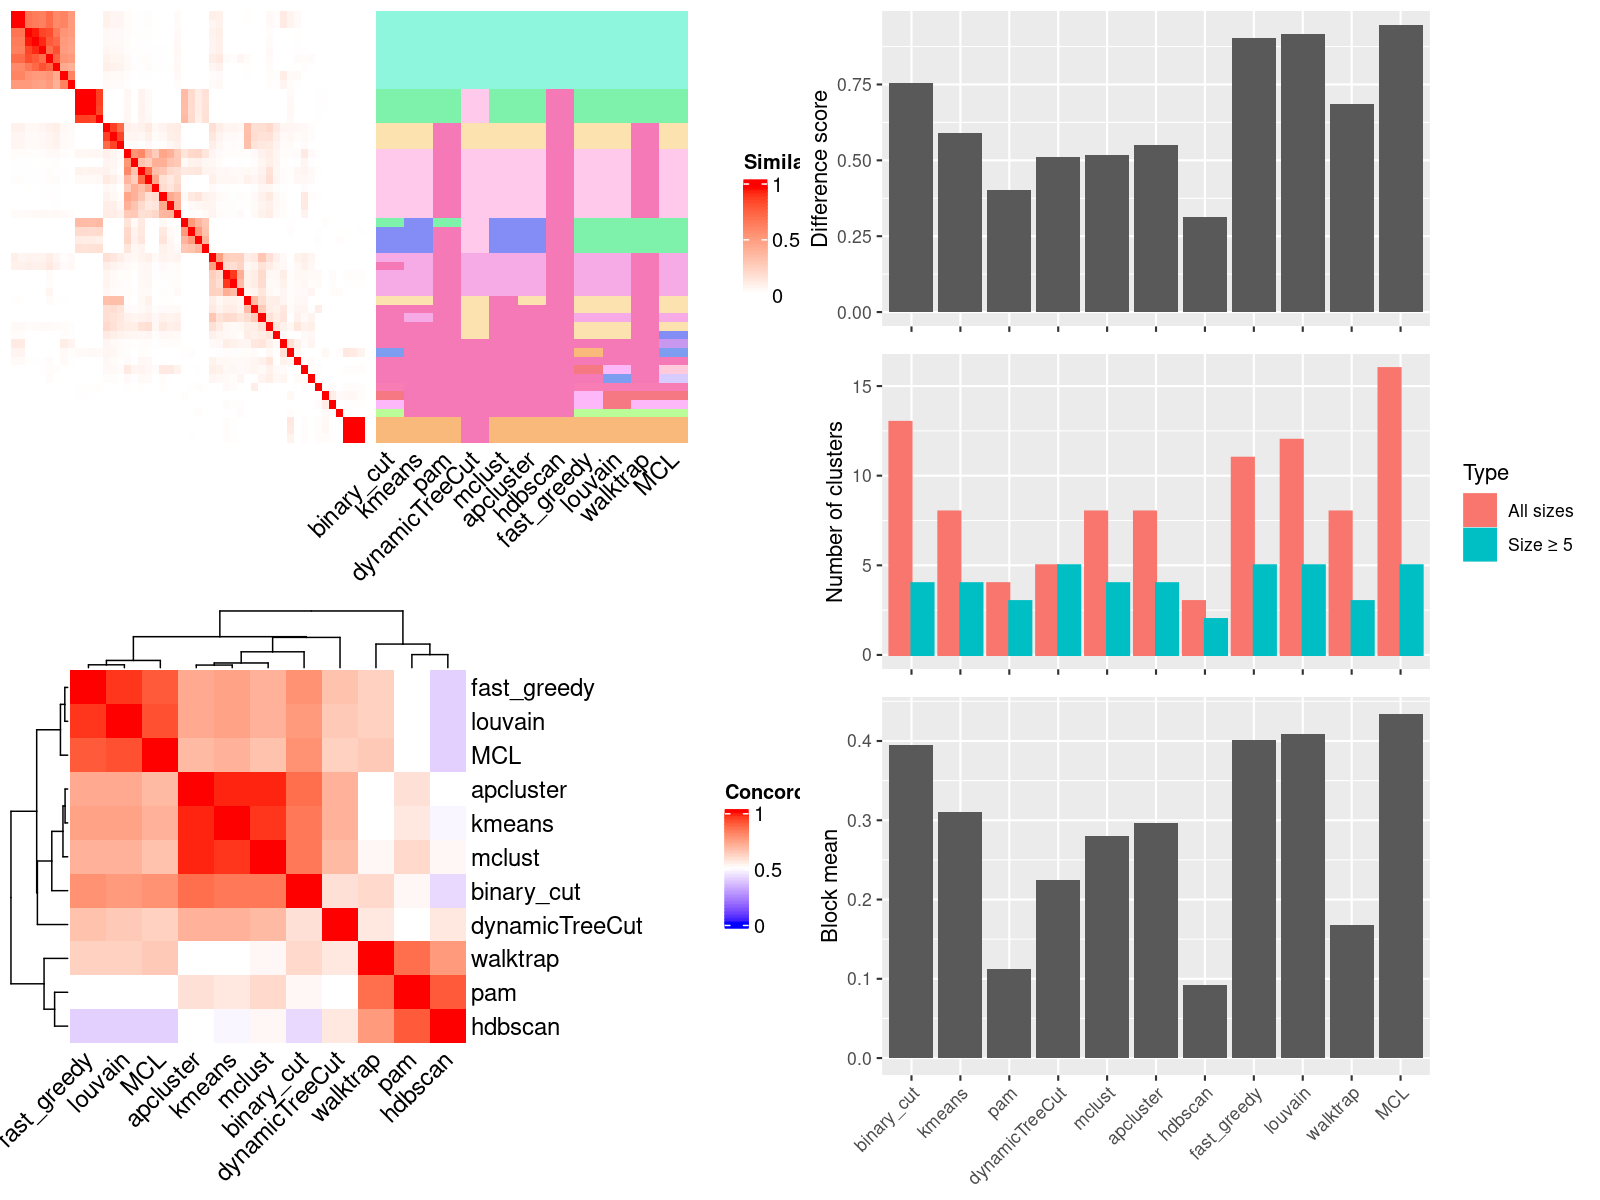 Simila
1
0.5
0
binary_cut
kmeans
pam
dynamicTreeCut
mclust
apcluster
hdbscan
fast_greedy
louvain
walktrap
MCL
Difference score
0.75
0.50
0.25
0.00
Number of clusters
15
10
5
0
Type
All sizes
Size ≥ 5
fast_greedy
louvain
MCL
apcluster
kmeans
mclust
binary_cut
dynamicTreeCut
walktrap
pam
hdbscan
fast_greedy
louvain
MCL
apcluster
kmeans
mclust
binary_cut
dynamicTreeCut
walktrap
pam
hdbscan
Concord
1
0.5
0
Block mean
0.4
0.3
0.2
0.1
0.0
binary_cut
kmeans
pam
dynamicTreeCut
mclust
apcluster
hdbscan
fast_greedy
louvain
walktrap
MCL